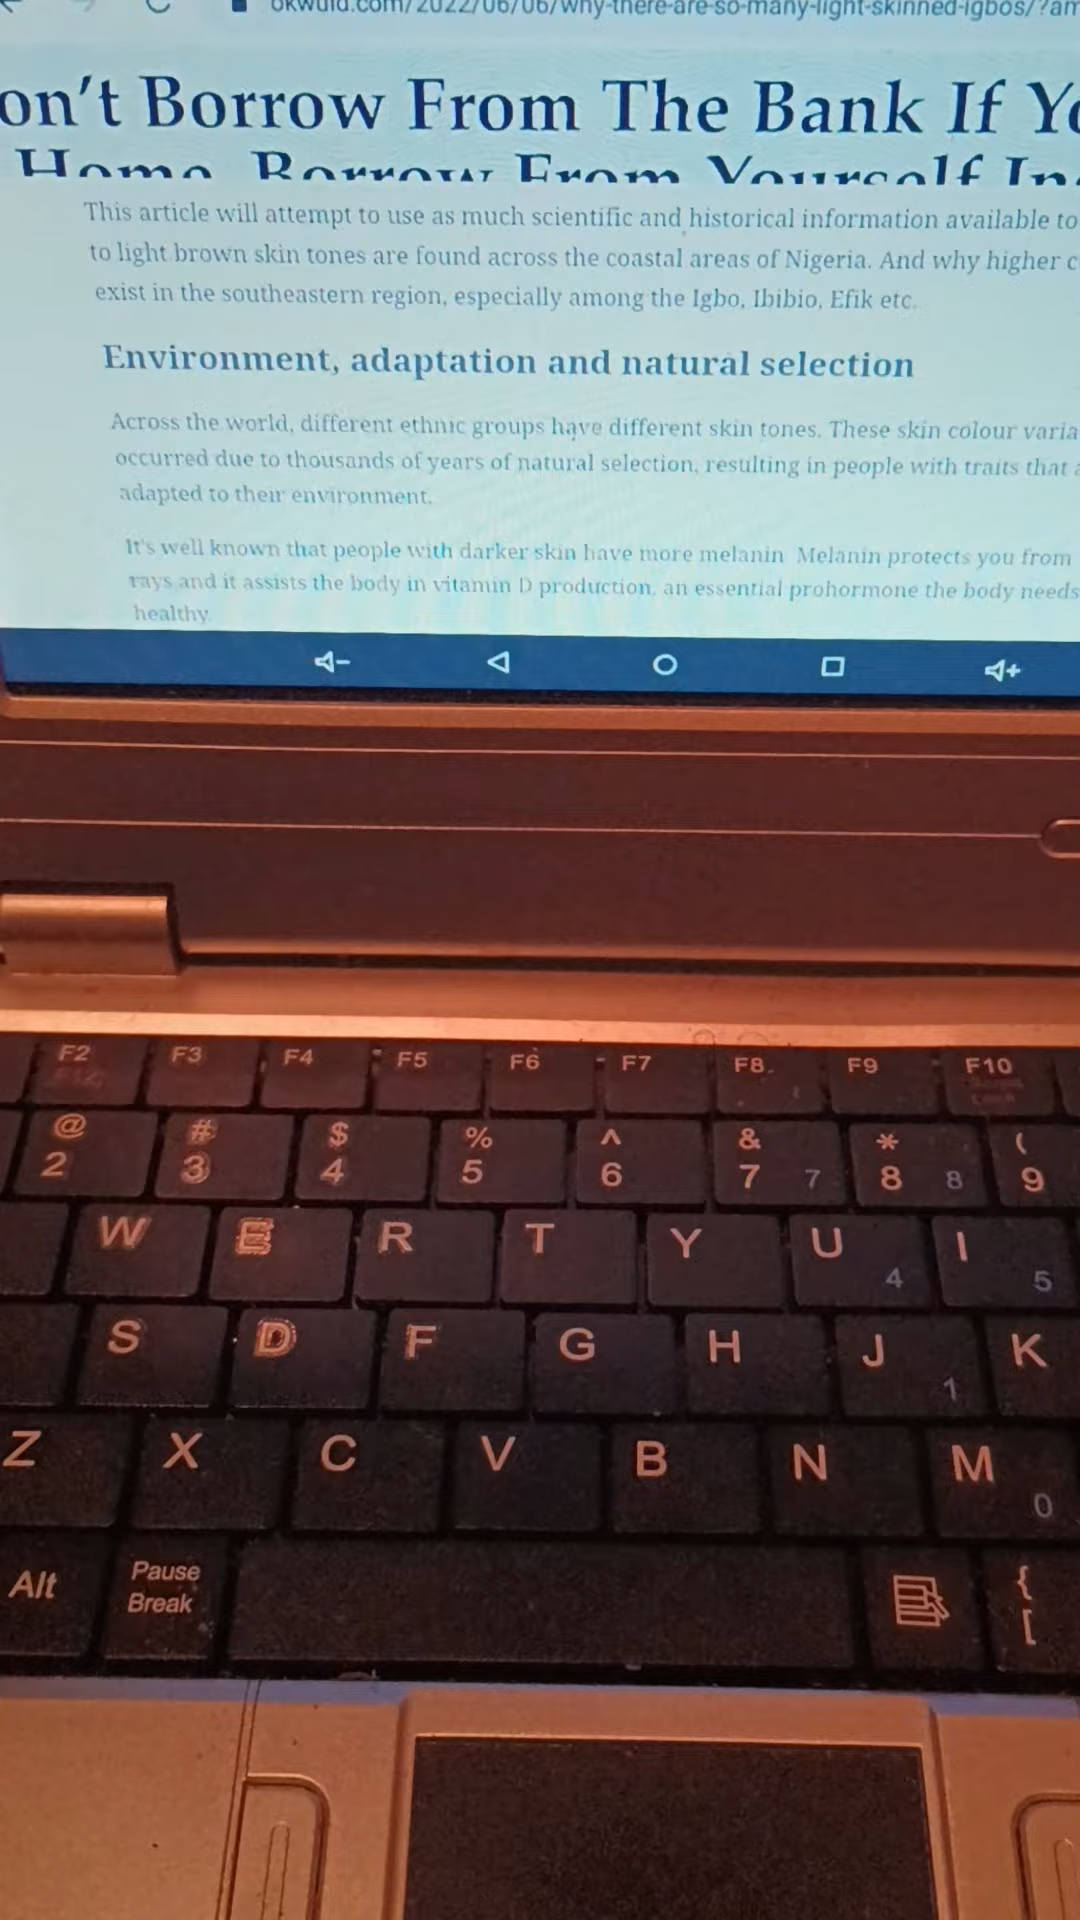 okwuid.com/2022/06/06/why-there-are-so-many-light-skinned-igbos/?am
on't Borrow From The Bank If Yo
Home, Borrow From Yourself In
This article will attempt to use as much scientific and historical information available to
to light brown skin tones are found across the coastal areas of Nigeria. And why higher c
exist in the southeastern region, especially among the Igbo, Ibibio, Efik etc.
Environment, adaptation and natural selection
Across the world, different ethnic groups have different skin tones. These skin colour varia
occurred due to thousands of years of natural selection, resulting in people with traits that a
adapted to their environment.
It's well known that people with darker skin have more melanin Melanin protects you from
rays and it assists the body in vitamin D production, an essential prohormone the body needs
healthy.
F2 F3 F4 F5 F6 F7 F8 F9 F10
@ # $ % ^ & * (
2 3 4 5 6 7 7 8 8 9
W E R T Y U 4 I 5
S D F G H J 1 K
Z X C V B N M 0
Alt Pause Break { [